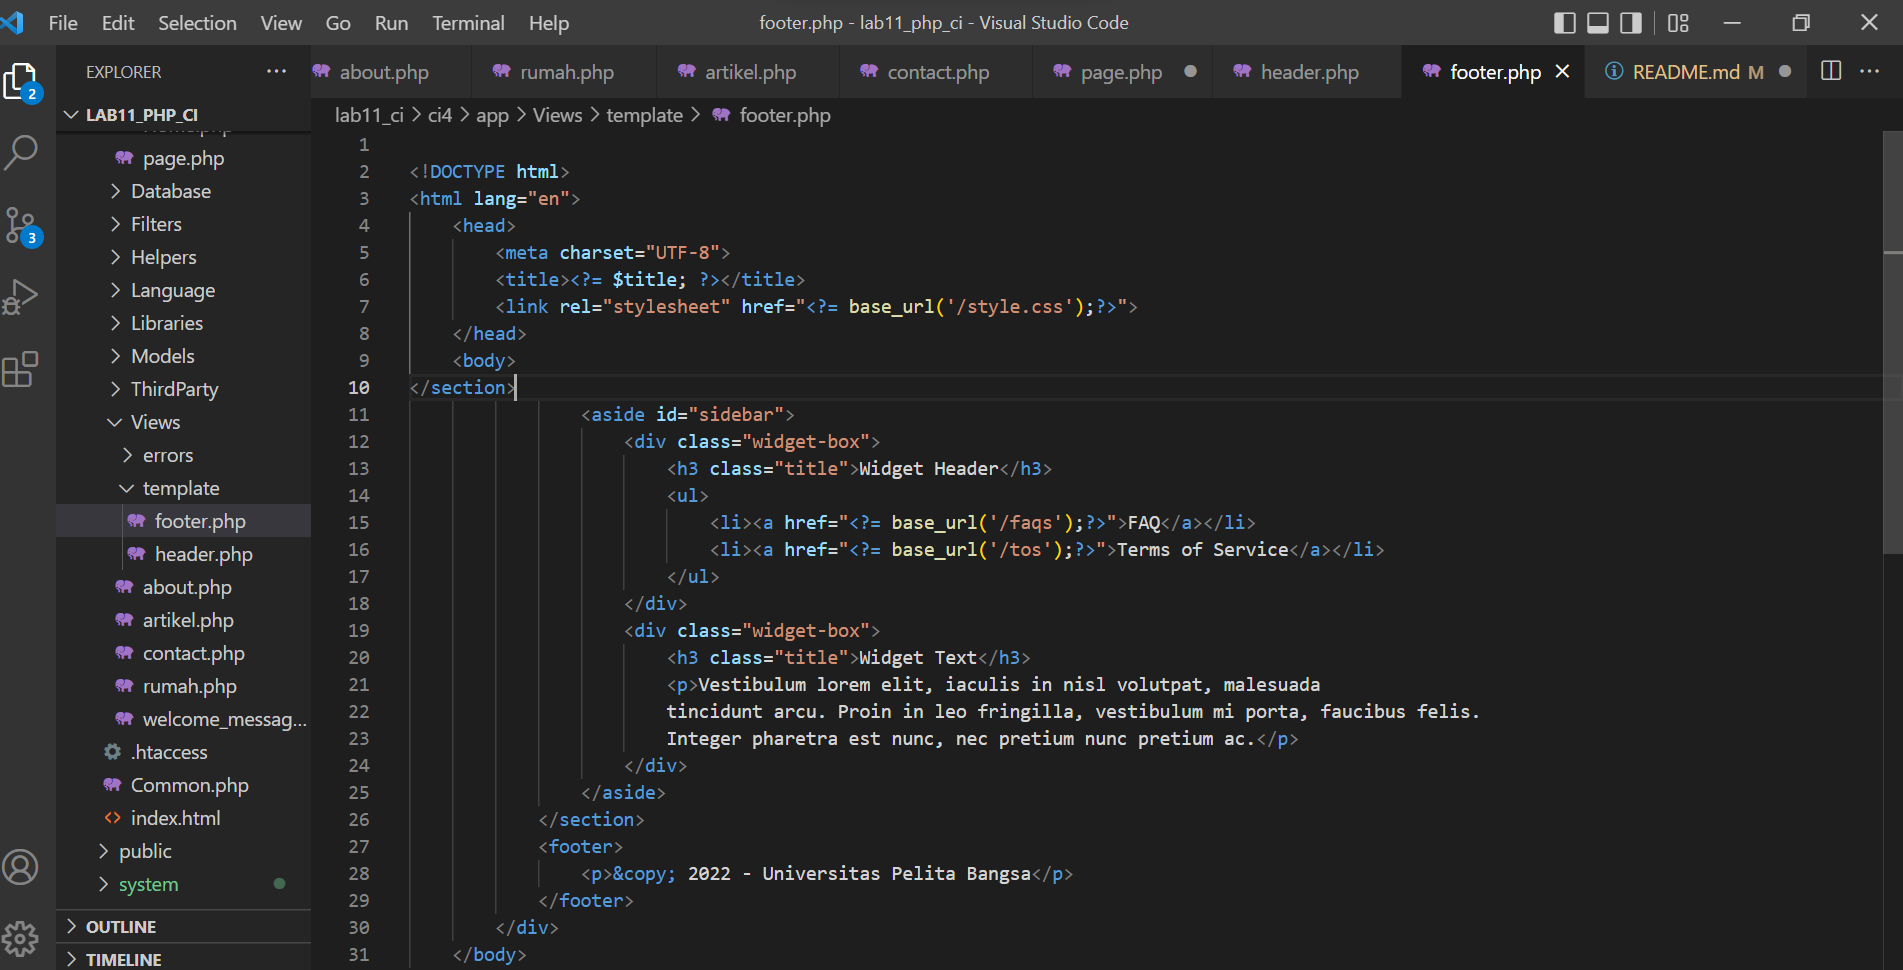 File Edit Selection View Go Run Terminal Help
footer.php - lab11_php_ci - Visual Studio Code
EXPLORER
about.php rumah.php artikel.php contact.php page.php header.php footer.php README.md M
2
LAB11_PHP_CI
lab11_ci > ci4 > app > Views > template > footer.php
page.php
Database
Filters
3
Helpers
Language
Libraries
Models
ThirdParty
Views
errors
template
footer.php
header.php
about.php
artikel.php
contact.php
rumah.php
welcome_messag...
.htaccess
Common.php
index.html
public
system
OUTLINE
TIMELINE
1
2 <!DOCTYPE html>
3 <html lang="en">
4 <head>
5 <meta charset="UTF-8">
6 <title><?= $title; ?></title>
7 <link rel="stylesheet" href="<?= base_url('/style.css');?>">
8 </head>
9 <body>
10 </section>
11 <aside id="sidebar">
12 <div class="widget-box">
13 <h3 class="title">Widget Header</h3>
14 <ul>
15 <li><a href="<?= base_url('/faqs');?>">FAQ</a></li>
16 <li><a href="<?= base_url('/tos');?>">Terms of Service</a></li>
17 </ul>
18 </div>
19 <div class="widget-box">
20 <h3 class="title">Widget Text</h3>
21 <p>Vestibulum lorem elit, iaculis in nisl volutpat, malesuada
22 tincidunt arcu. Proin in leo fringilla, vestibulum mi porta, faucibus felis.
23 Integer pharetra est nunc, nec pretium nunc pretium ac.</p>
24 </div>
25 </aside>
26 </section>
27 <footer>
28 <p>&copy; 2022 - Universitas Pelita Bangsa</p>
29 </footer>
30 </div>
31 </body>